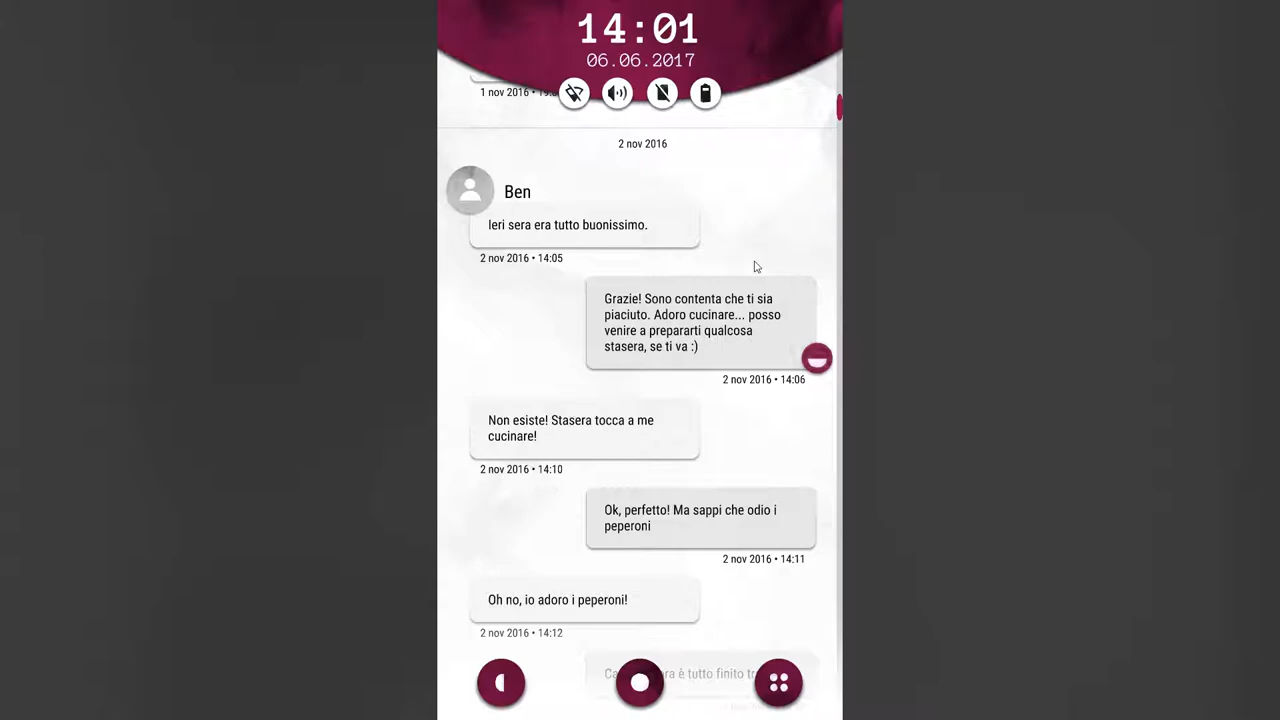 14:01
06.06.2017
1 nov 2016 •
2 nov 2016
Ben
Ieri sera era tutto buonissimo.
2 nov 2016 • 14:05
Grazie! Sono contenta che ti sia
piaciuto. Adoro cucinare... posso
venire a prepararti qualcosa
stasera, se ti va :)
2 nov 2016 • 14:06
Non esiste! Stasera tocca a me
cucinare!
2 nov 2016 • 14:10
Ok, perfetto! Ma sappi che odio i
peperoni
2 nov 2016 • 14:11
Oh no, io adoro i peperoni!
2 nov 2016 • 14:12
è tutto finito